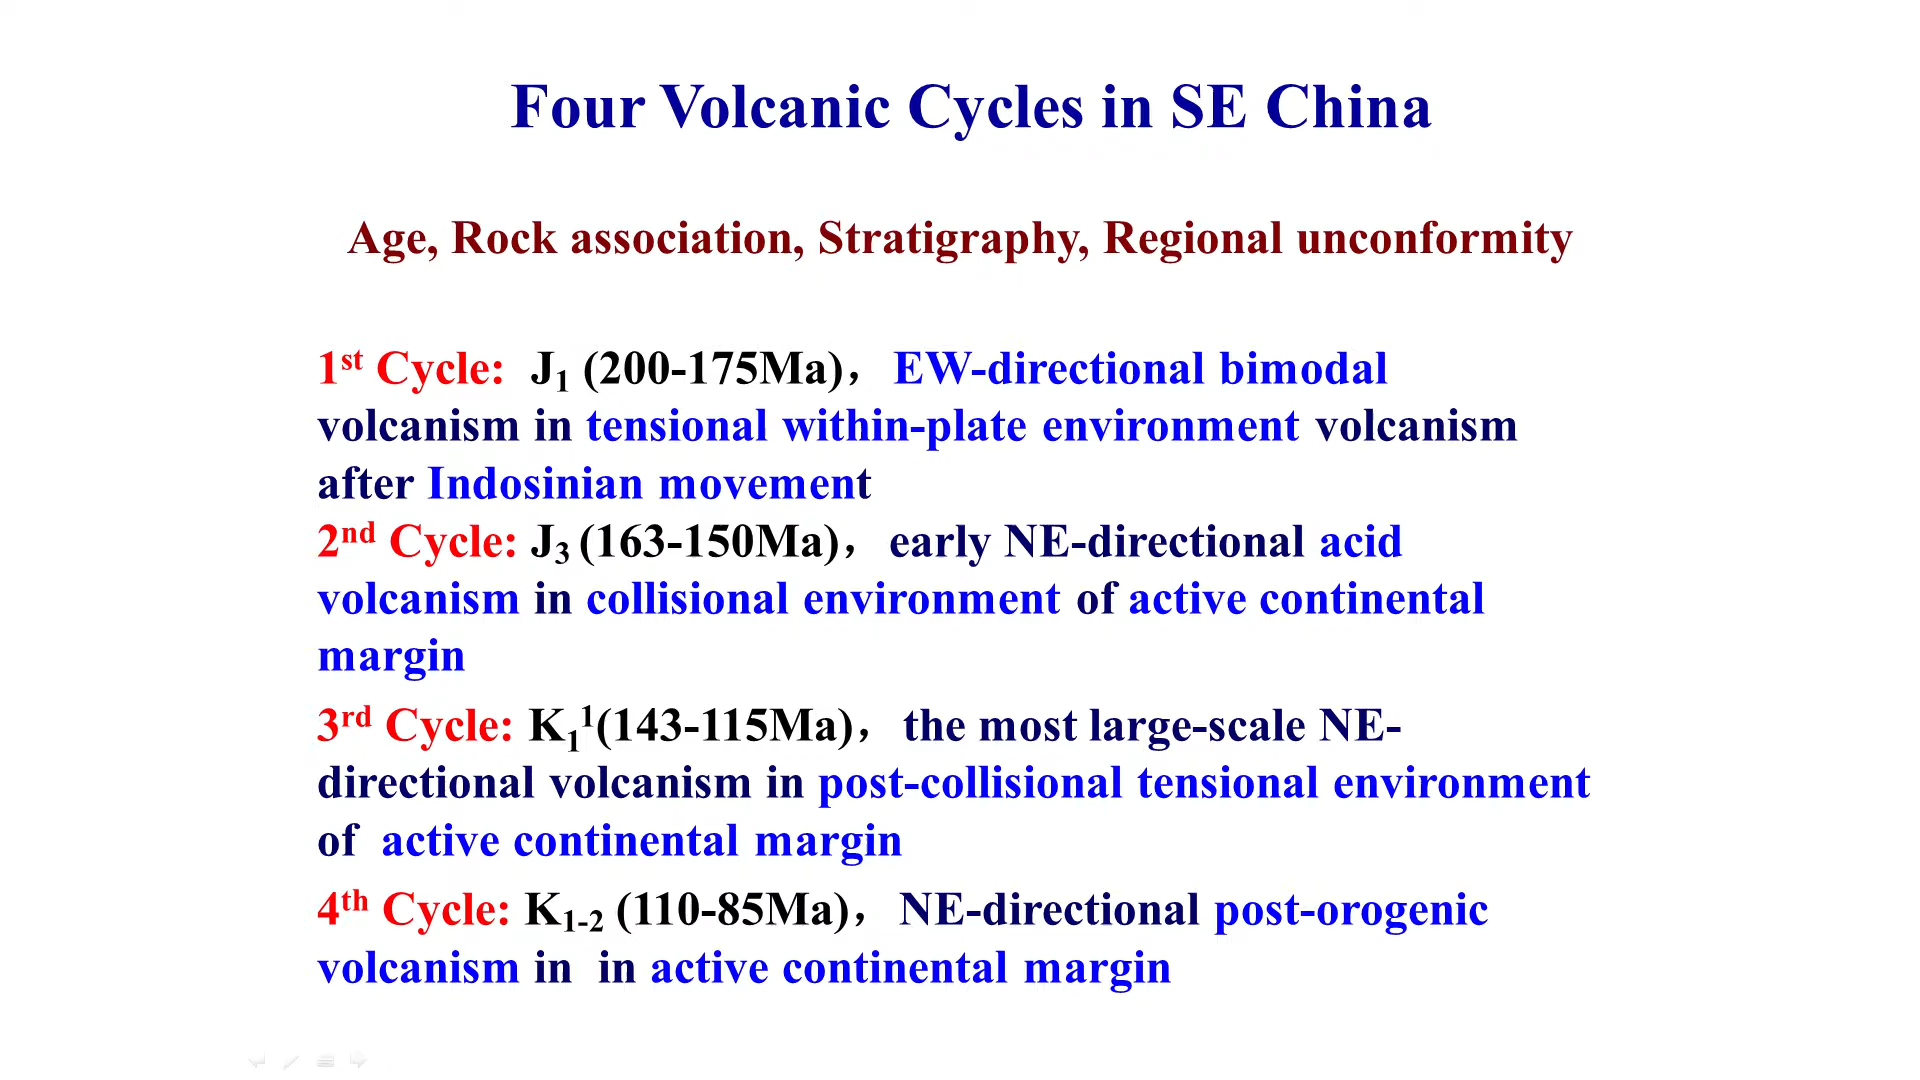 Four Volcanic Cycles in SE China
Age, Rock association, Stratigraphy, Regional unconformity
1st Cycle: J1 (200-175Ma)，EW-directional bimodal
volcanism in tensional within-plate environment volcanism
after Indosinian movement
2nd Cycle: J3 (163-150Ma)，early NE-directional acid
volcanism in collisional environment of active continental
margin
3rd Cycle: K11(143-115Ma)，the most large-scale NE-
directional volcanism in post-collisional tensional environment
of active continental margin
4th Cycle: K1-2 (110-85Ma)，NE-directional post-orogenic
volcanism in in active continental margin